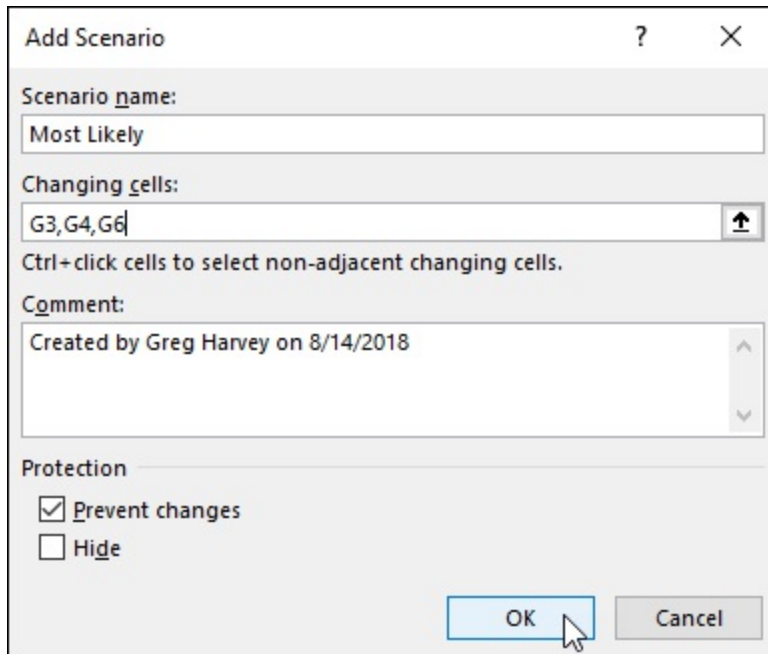 Add Scenario
Scenario name:
Most Likely
Changing cells:
G3,G4,G6
Ctrl+click cells to select non-adjacent changing cells.
Comment:
Created by Greg Harvey on 8/14/2018
Protection
Prevent changes
Hide
OK Cancel